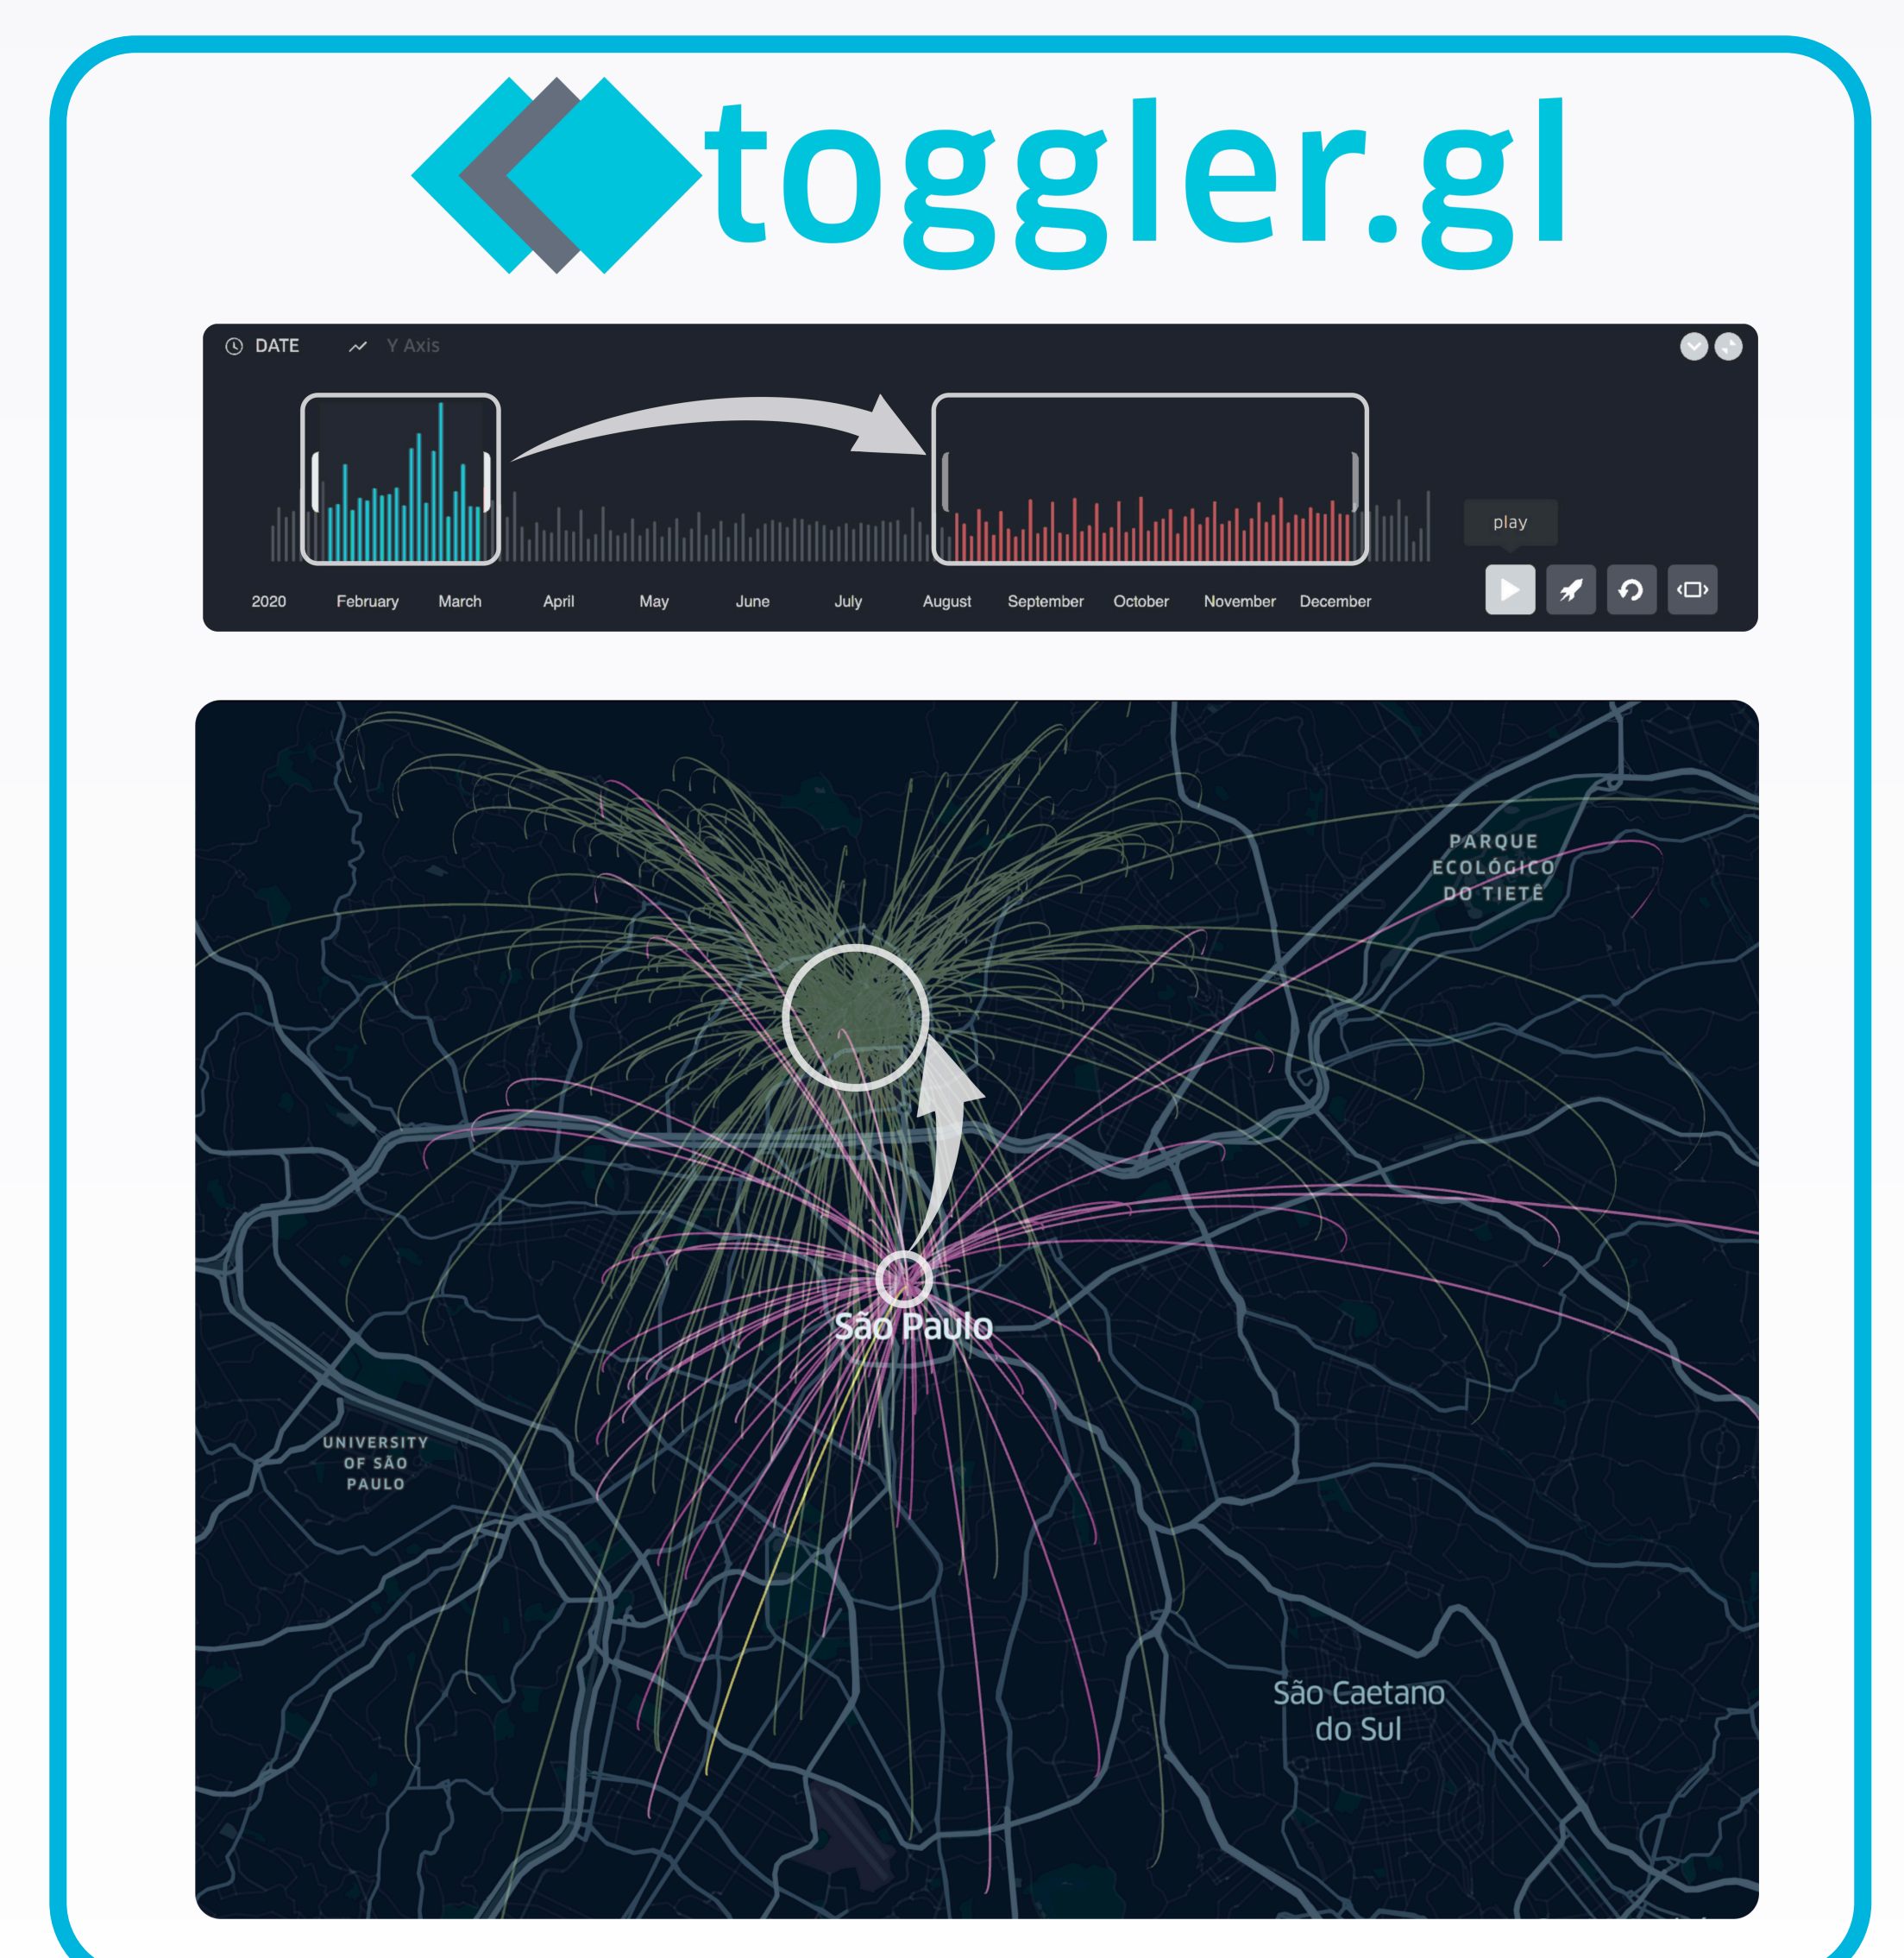 toggler.gl
DATE
Y Axis
play
2020 February March April May June July August September October November December
PARQUE
ECOLÓGICO
DO TIETÊ
São Paulo
UNIVERSITY
OF SÃO
PAULO
São Caetano
do Sul